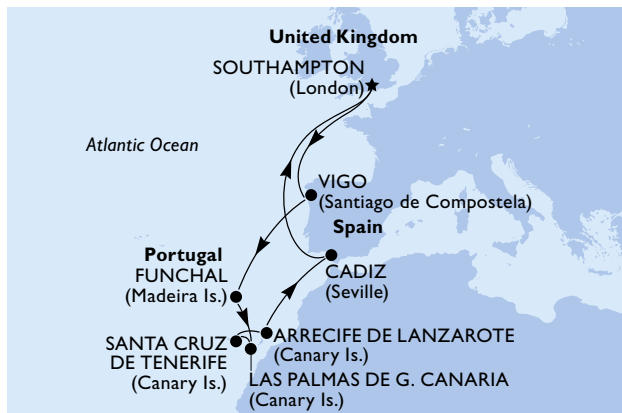 United Kingdom
SOUTHAMPTON
(London)
Atlantic Ocean
VIGO
(Santiago de Compostela)
Spain
Portugal
FUNCHAL
(Madeira Is.)
CADIZ
(Seville)
SANTA CRUZ
DE TENERIFE
(Canary Is.)
ARRECIFE DE LANZAROTE
(Canary Is.)
LAS PALMAS DE G. CANARIA
(Canary Is.)